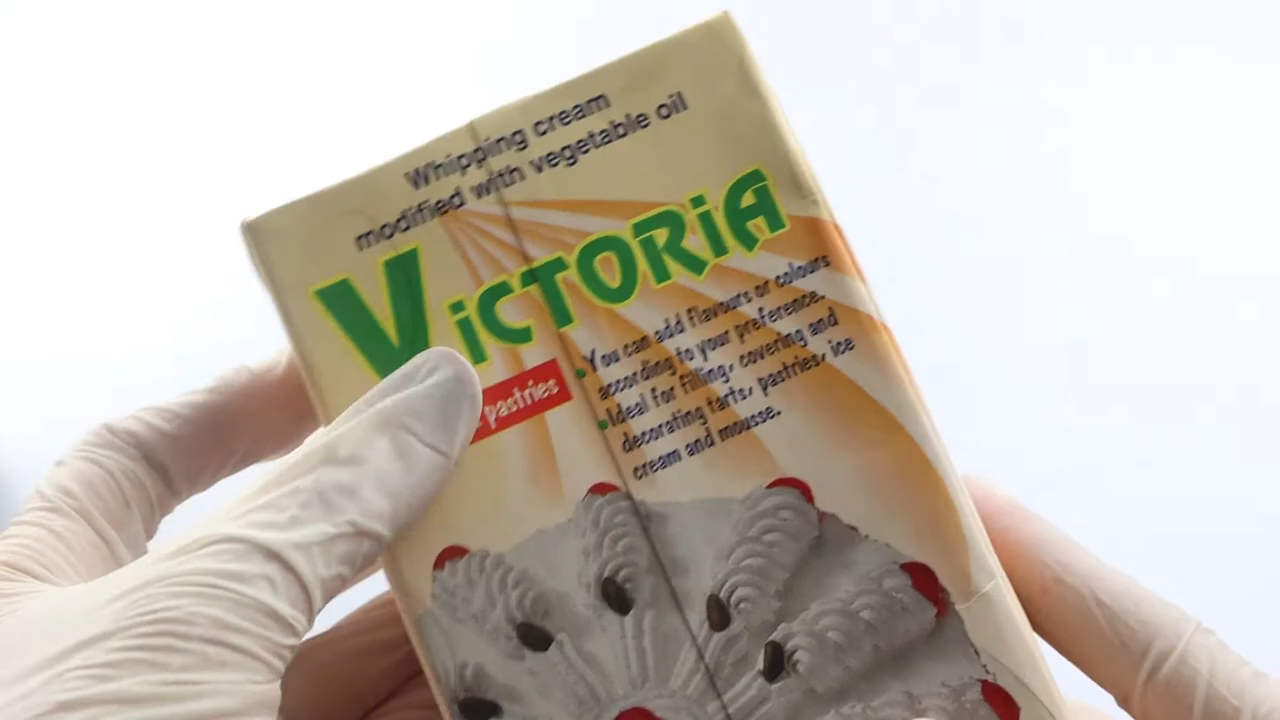 Whipping cream
modified with vegetable oil
ViCTORiA
pastries
• You can add flavours or colours
according to your preference.
• Ideal for filling, covering and
decorating tarts, pastries, ice
cream and mousse.